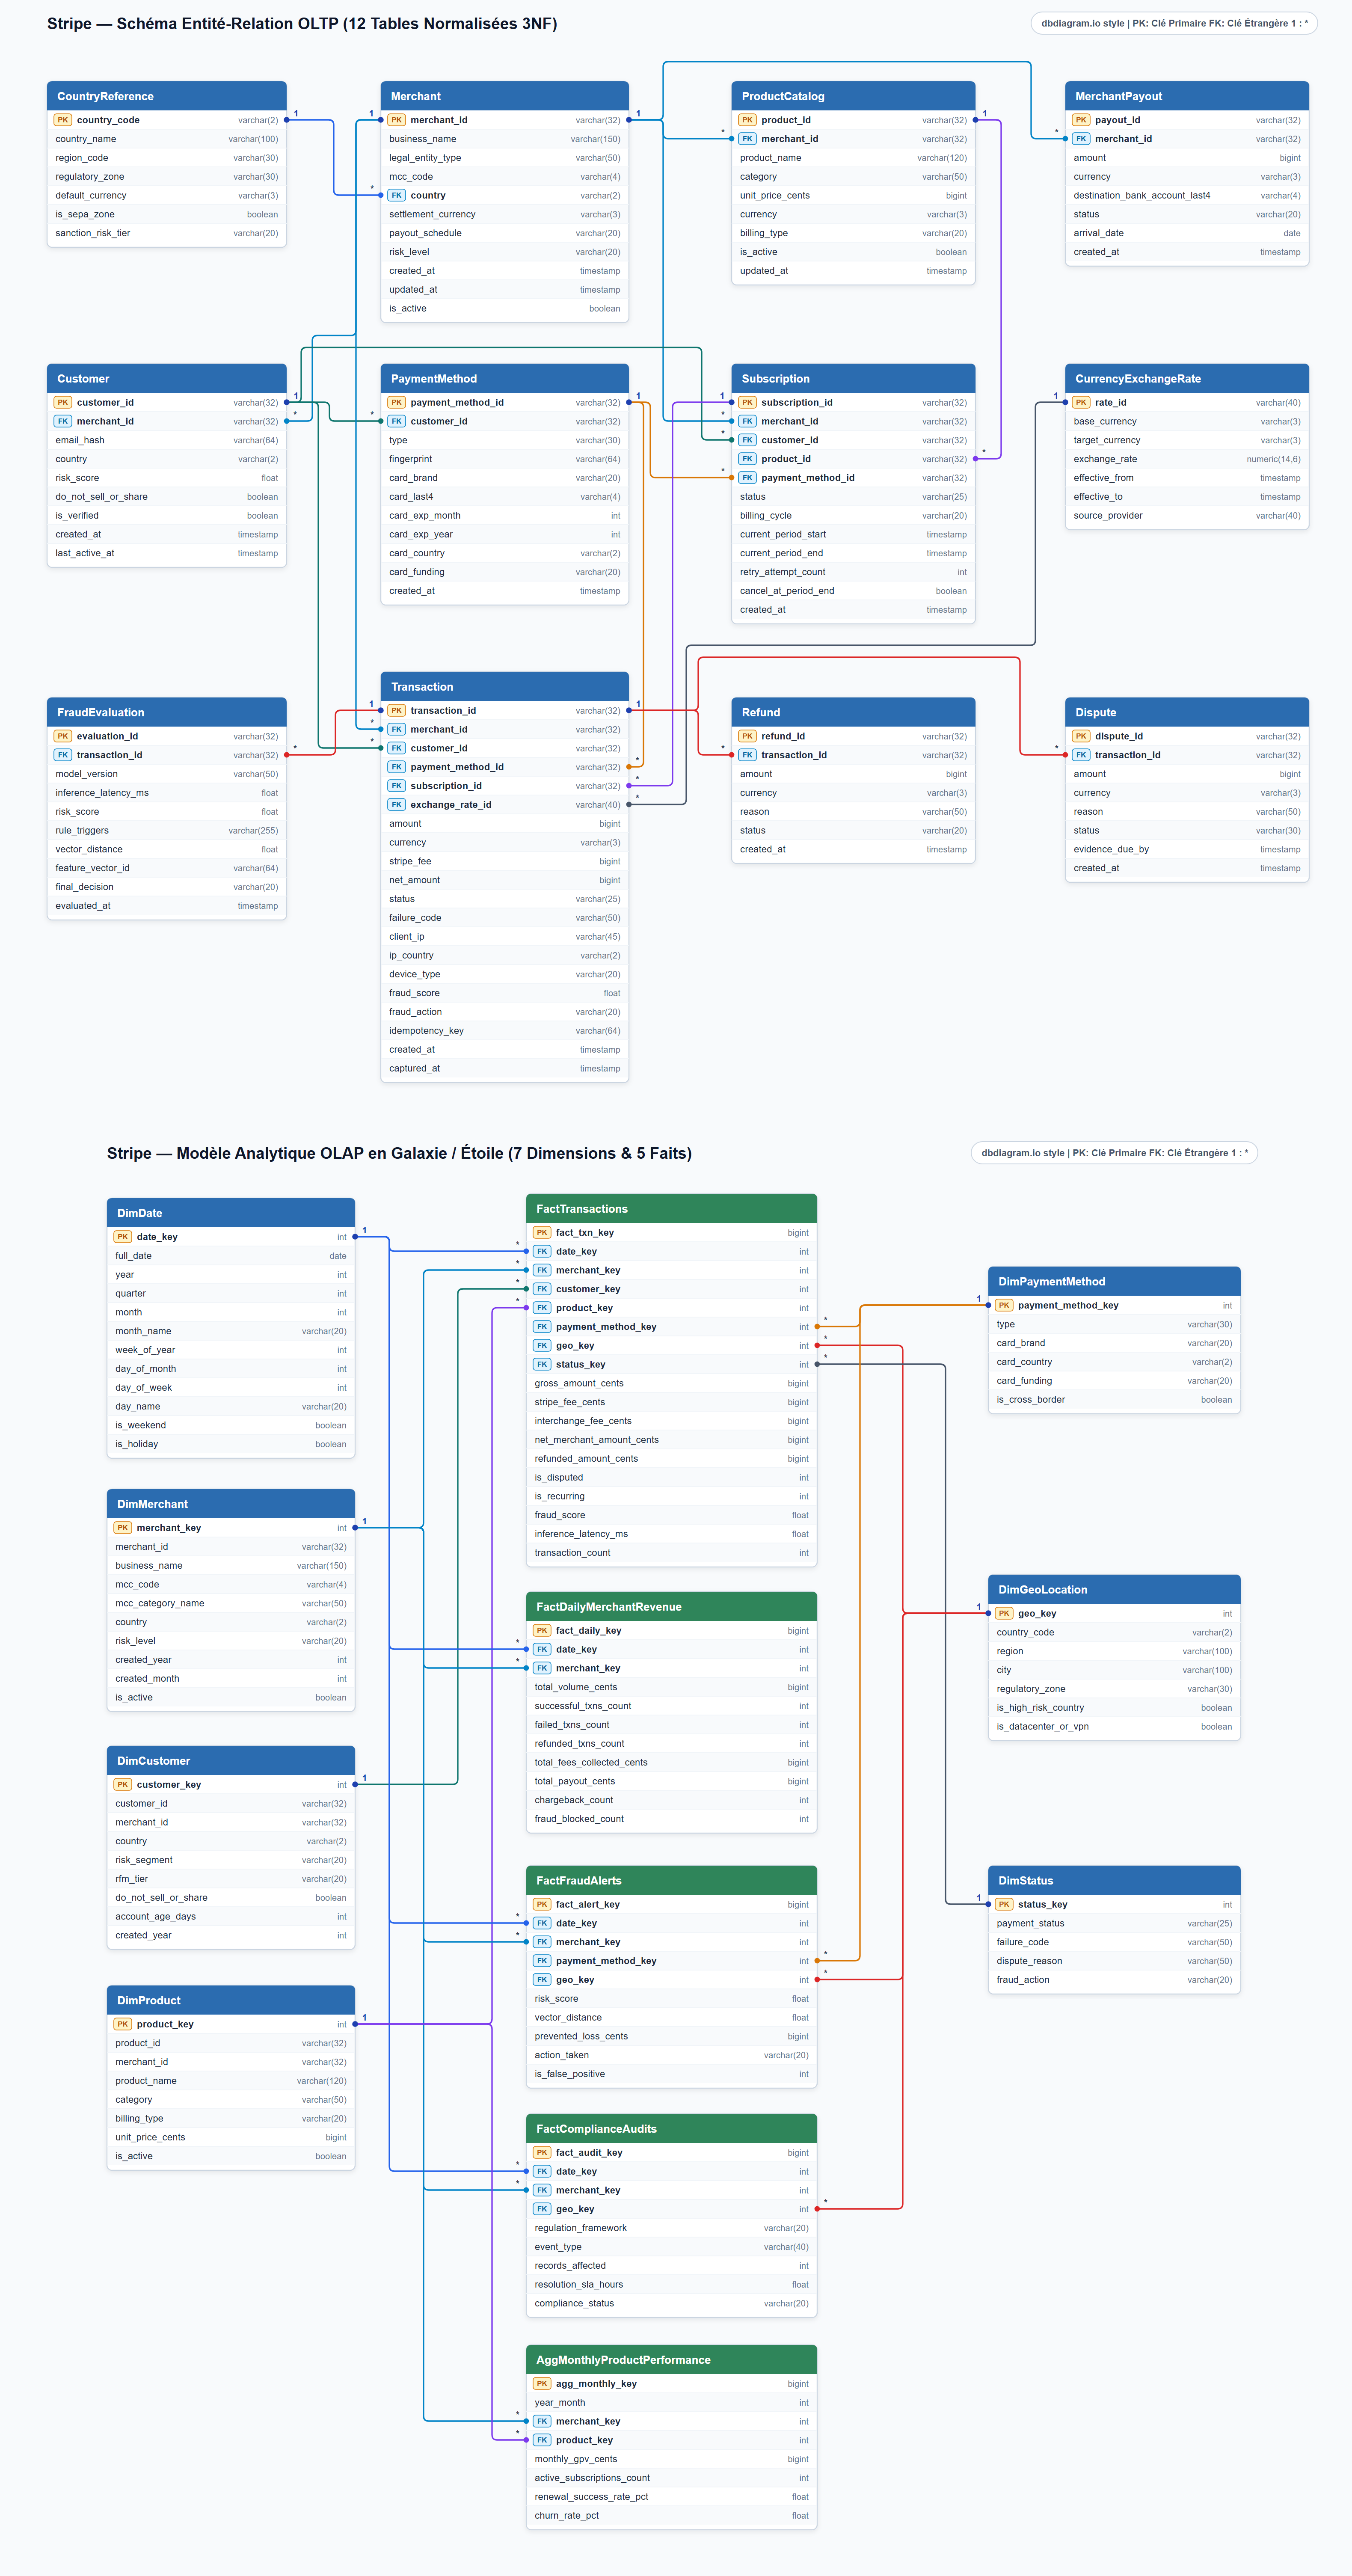 Stripe — Schéma Entité-Relation OLTP (12 Tables Normalisées 3NF)
dbdiagram.io style | PK: Clé Primaire FK: Clé Étrangère 1 : *
CountryReference
PK country_code varchar(2)
country_name varchar(100)
region_code varchar(30)
regulatory_zone varchar(30)
default_currency varchar(3)
is_sepa_zone boolean
sanction_risk_tier varchar(20)
1
*
Merchant
1
PK merchant_id varchar(32)
business_name varchar(150)
legal_entity_type varchar(50)
mcc_code varchar(4)
FK country varchar(2)
settlement_currency varchar(3)
payout_schedule varchar(20)
risk_level varchar(20)
created_at timestamp
updated_at timestamp
is_active boolean
1
*
ProductCatalog
PK product_id varchar(32)
FK merchant_id varchar(32)
product_name varchar(120)
category varchar(50)
unit_price_cents bigint
currency varchar(3)
billing_type varchar(20)
is_active boolean
updated_at timestamp
1
*
MerchantPayout
PK payout_id varchar(32)
FK merchant_id varchar(32)
amount bigint
currency varchar(3)
destination_bank_account_last4 varchar(4)
status varchar(20)
arrival_date date
created_at timestamp
Customer
PK customer_id varchar(32)
FK merchant_id varchar(32)
email_hash varchar(64)
country varchar(2)
risk_score float
do_not_sell_or_share boolean
is_verified boolean
created_at timestamp
last_active_at timestamp
1
*
*
PaymentMethod
PK payment_method_id varchar(32)
FK customer_id varchar(32)
type varchar(30)
fingerprint varchar(64)
card_brand varchar(20)
card_last4 varchar(4)
card_exp_month int
card_exp_year int
card_country varchar(2)
card_funding varchar(20)
created_at timestamp
1
1
*
*
*
Subscription
PK subscription_id varchar(32)
FK merchant_id varchar(32)
FK customer_id varchar(32)
FK product_id varchar(32)
FK payment_method_id varchar(32)
status varchar(25)
billing_cycle varchar(20)
current_period_start timestamp
current_period_end timestamp
retry_attempt_count int
cancel_at_period_end boolean
created_at timestamp
*
1
CurrencyExchangeRate
PK rate_id varchar(40)
base_currency varchar(3)
target_currency varchar(3)
exchange_rate numeric(14,6)
effective_from timestamp
effective_to timestamp
source_provider varchar(40)
FraudEvaluation
PK evaluation_id varchar(32)
FK transaction_id varchar(32)
model_version varchar(50)
inference_latency_ms float
risk_score float
rule_triggers varchar(255)
vector_distance float
feature_vector_id varchar(64)
final_decision varchar(20)
evaluated_at timestamp
*
1
*
*
Transaction
PK transaction_id varchar(32)
FK merchant_id varchar(32)
FK customer_id varchar(32)
FK payment_method_id varchar(32)
FK subscription_id varchar(32)
FK exchange_rate_id varchar(40)
amount bigint
currency varchar(3)
stripe_fee bigint
net_amount bigint
status varchar(25)
failure_code varchar(50)
client_ip varchar(45)
ip_country varchar(2)
device_type varchar(20)
fraud_score float
fraud_action varchar(20)
idempotency_key varchar(64)
created_at timestamp
captured_at timestamp
1
*
*
*
*
Refund
PK refund_id varchar(32)
FK transaction_id varchar(32)
amount bigint
currency varchar(3)
reason varchar(50)
status varchar(20)
created_at timestamp
*
Dispute
PK dispute_id varchar(32)
FK transaction_id varchar(32)
amount bigint
currency varchar(3)
reason varchar(50)
status varchar(30)
evidence_due_by timestamp
created_at timestamp
Stripe — Modèle Analytique OLAP en Galaxie / Étoile (7 Dimensions & 5 Faits)
dbdiagram.io style | PK: Clé Primaire FK: Clé Étrangère 1 : *
DimDate
PK date_key int
full_date date
year int
quarter int
month int
month_name varchar(20)
week_of_year int
day_of_month int
day_of_week int
day_name varchar(20)
is_weekend boolean
is_holiday boolean
1
DimMerchant
PK merchant_key int
merchant_id varchar(32)
business_name varchar(150)
mcc_code varchar(4)
mcc_category_name varchar(50)
country varchar(2)
risk_level varchar(20)
created_year int
created_month int
is_active boolean
1
DimCustomer
PK customer_key int
customer_id varchar(32)
merchant_id varchar(32)
country varchar(2)
risk_segment varchar(20)
rfm_tier varchar(20)
do_not_sell_or_share boolean
account_age_days int
created_year int
1
DimProduct
PK product_key int
product_id varchar(32)
merchant_id varchar(32)
product_name varchar(120)
category varchar(50)
billing_type varchar(20)
unit_price_cents bigint
is_active boolean
1
*
*
*
*
FactTransactions
PK fact_txn_key bigint
FK date_key int
FK merchant_key int
FK customer_key int
FK product_key int
FK payment_method_key int
FK geo_key int
FK status_key int
gross_amount_cents bigint
stripe_fee_cents bigint
interchange_fee_cents bigint
net_merchant_amount_cents bigint
refunded_amount_cents bigint
is_disputed int
is_recurring int
fraud_score float
inference_latency_ms float
transaction_count int
*
*
*
*
*
FactDailyMerchantRevenue
PK fact_daily_key bigint
FK date_key int
FK merchant_key int
total_volume_cents bigint
successful_txns_count int
failed_txns_count int
refunded_txns_count int
total_fees_collected_cents bigint
total_payout_cents bigint
chargeback_count int
fraud_blocked_count int
*
*
FactFraudAlerts
PK fact_alert_key bigint
FK date_key int
FK merchant_key int
FK payment_method_key int
FK geo_key int
risk_score float
vector_distance float
prevented_loss_cents bigint
action_taken varchar(20)
is_false_positive int
*
*
*
*
FactComplianceAudits
PK fact_audit_key bigint
FK date_key int
FK merchant_key int
FK geo_key int
regulation_framework varchar(20)
event_type varchar(40)
records_affected int
resolution_sla_hours float
compliance_status varchar(20)
*
*
*
AggMonthlyProductPerformance
PK agg_monthly_key bigint
year_month int
FK merchant_key int
FK product_key int
monthly_gpv_cents bigint
active_subscriptions_count int
renewal_success_rate_pct float
churn_rate_pct float
1
DimPaymentMethod
PK payment_method_key int
type varchar(30)
card_brand varchar(20)
card_country varchar(2)
card_funding varchar(20)
is_cross_border boolean
1
DimGeoLocation
PK geo_key int
country_code varchar(2)
region varchar(100)
city varchar(100)
regulatory_zone varchar(30)
is_high_risk_country boolean
is_datacenter_or_vpn boolean
1
DimStatus
PK status_key int
payment_status varchar(25)
failure_code varchar(50)
dispute_reason varchar(50)
fraud_action varchar(20)